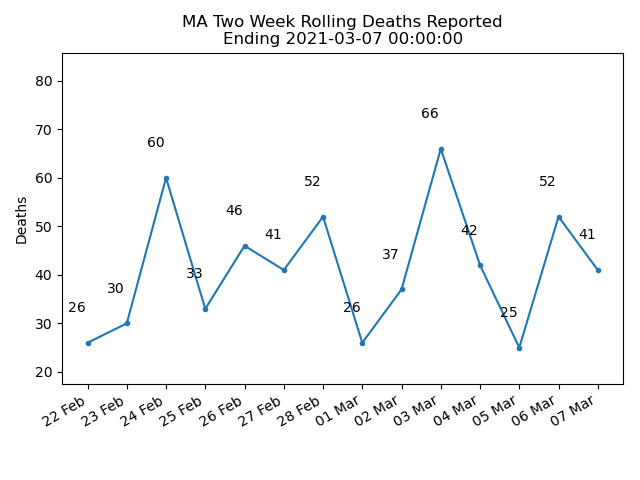 MA Two Week Rolling Deaths Reported
Ending 2021-03-07 00:00:00
Deaths
80
70
60
50
40
30
20
26
30
60
33
46
41
52
26
37
66
42
25
52
41
22 Feb
23 Feb
24 Feb
25 Feb
26 Feb
27 Feb
28 Feb
01 Mar
02 Mar
03 Mar
04 Mar
05 Mar
06 Mar
07 Mar